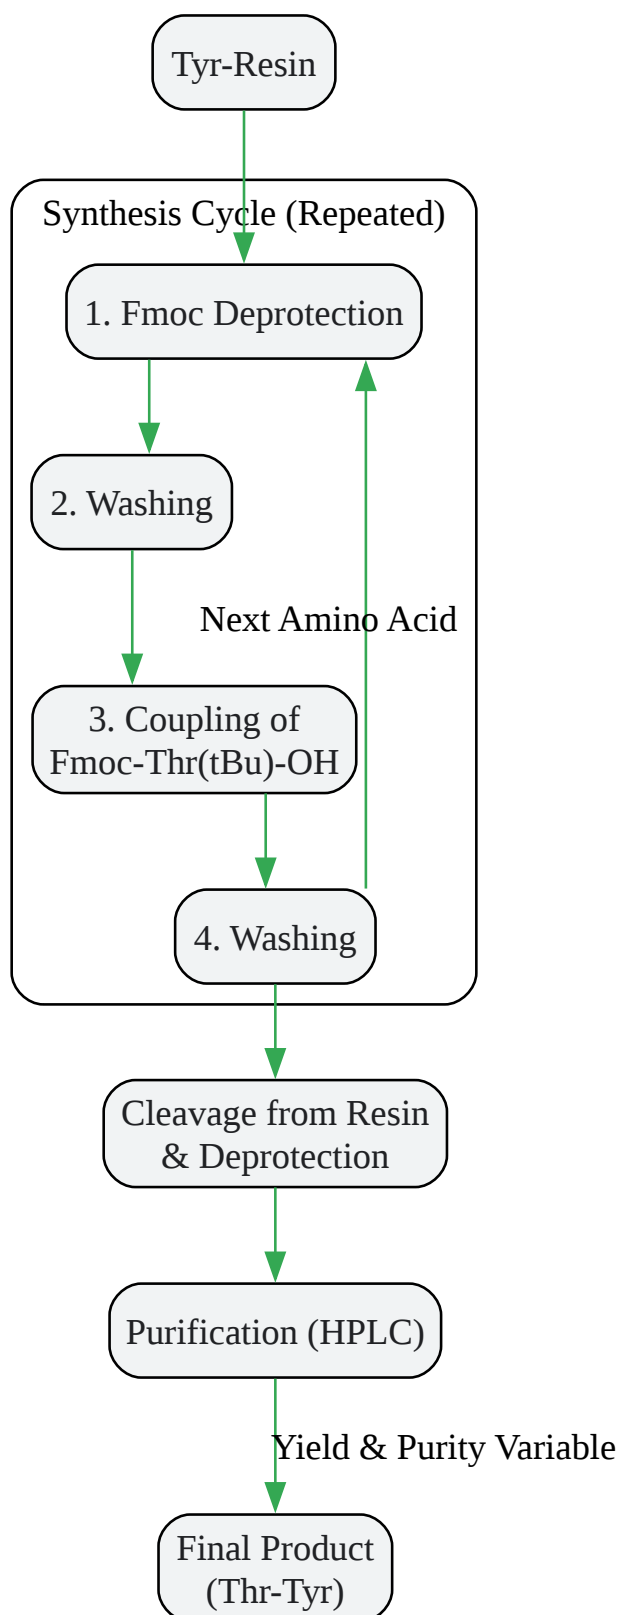 Tyr-Resin
Synthesis Cycle (Repeated)
1. Fmoc Deprotection
2. Washing
Next Amino Acid
3. Coupling of
Fmoc-Thr(tBu)-OH
4. Washing
Cleavage from Resin
& Deprotection
Purification (HPLC)
Yield & Purity Variable
Final Product
(Thr-Tyr)